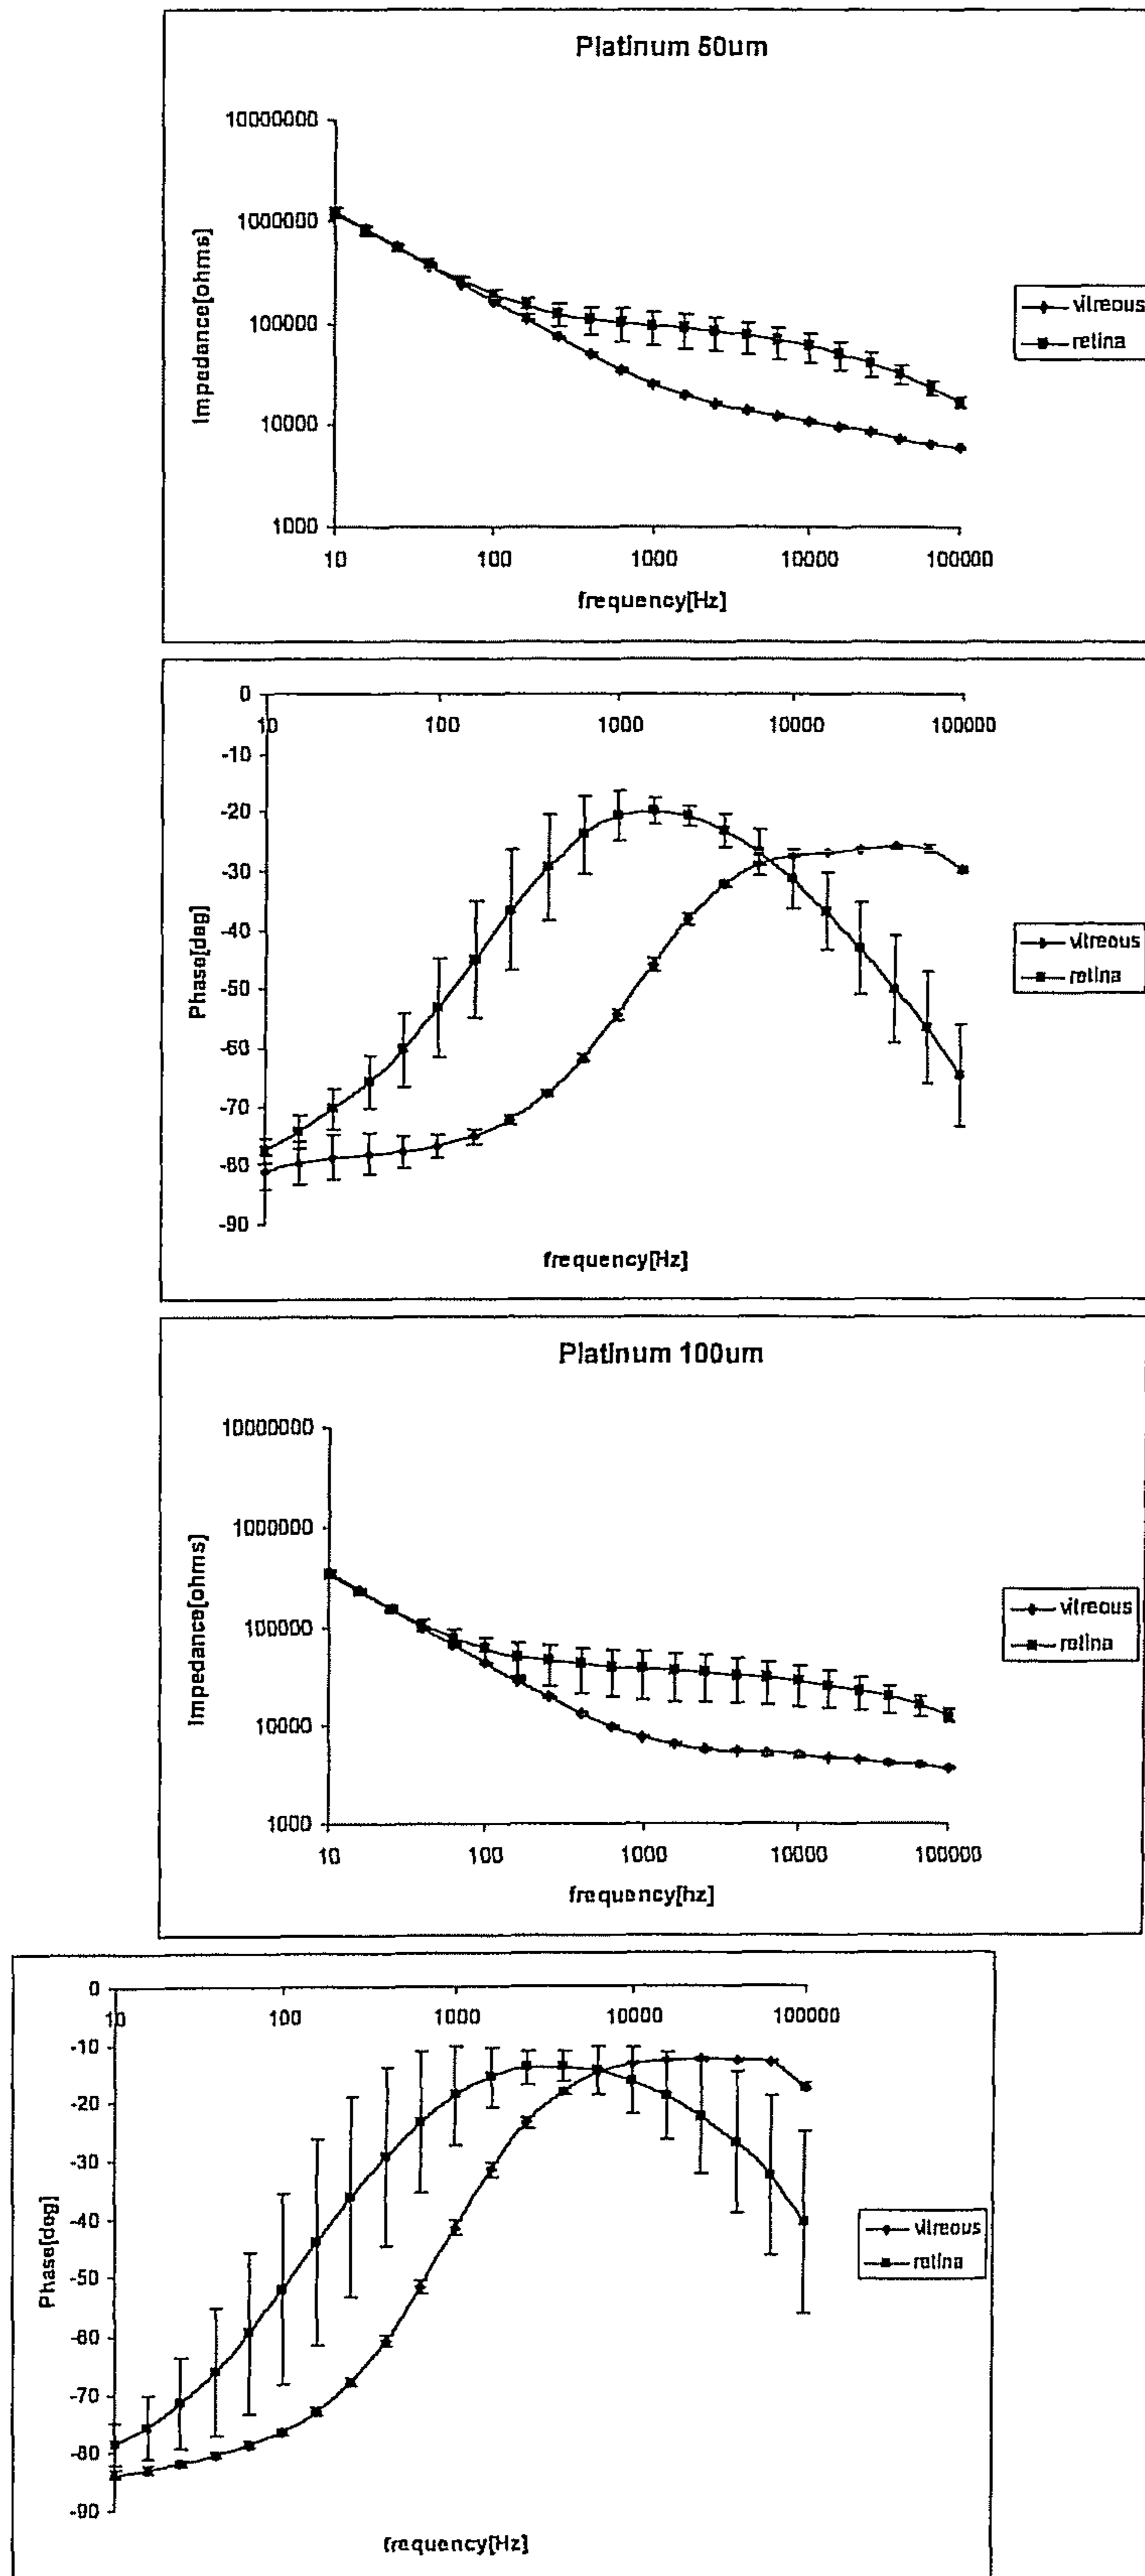 Platinum 50um
10000000
1000000
100000
10000
1000
Impedance[ohms]
10 100 1000 10000 100000
frequency[Hz]
vitreous
retina
0
10 100 1000 10000 100000
-10
-20
-30
-40
-50
-60
-70
-80
-90
Phase[deg]
frequency[Hz]
vitreous
retina
Platinum 100um
10000000
1000000
100000
10000
1000
Impedance[ohms]
10 100 1000 10000 100000
frequency[hz]
vitreous
retina
0
10 100 1000 10000 100000
-10
-20
-30
-40
-50
-60
-70
-80
-90
Phase[deg]
frequency[Hz]
vitreous
retina